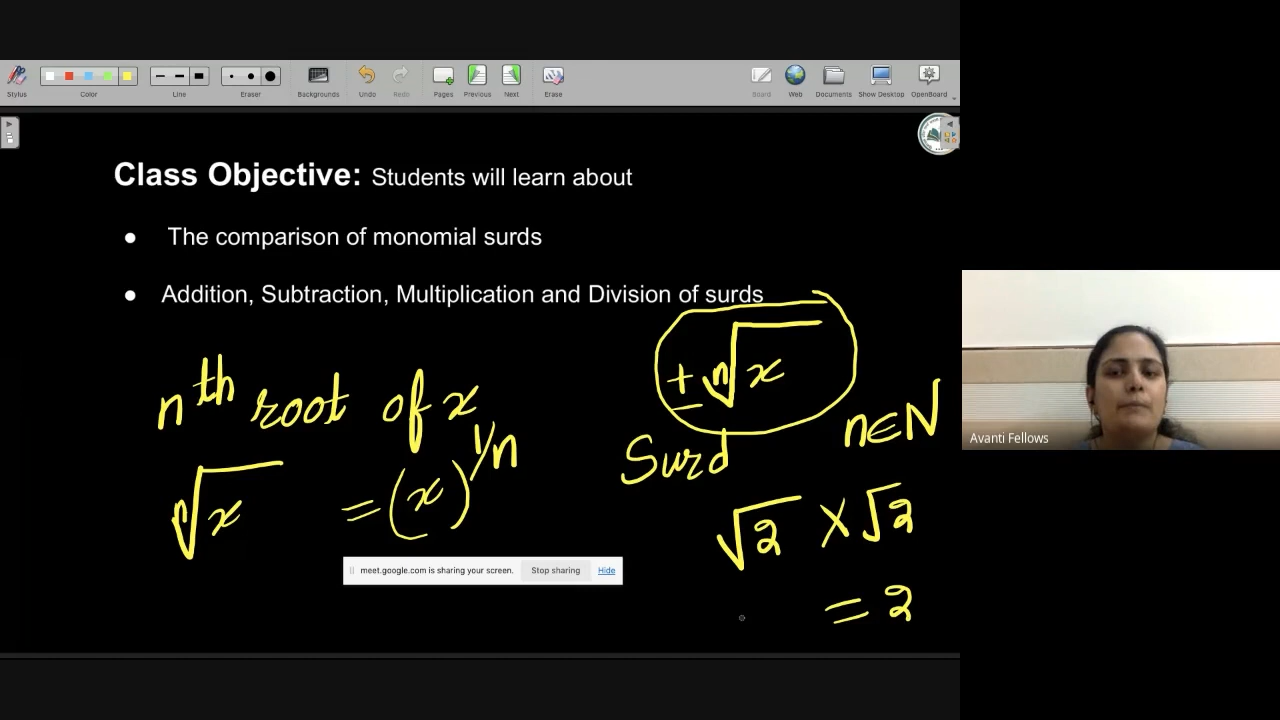 Stylus Color Line Eraser Backgrounds Undo Redo Pages Previous Next Erase Board Web Documents Show Desktop OpenBoard
Class Objective: Students will learn about
● The comparison of monomial surds
● Addition, Subtraction, Multiplication and Division of surds
nth root of x
± ⁿ√x
n∈N
Surd
ⁿ√x = (x)^1/n
√2 × √2
= 2
meet.google.com is sharing your screen. Stop sharing Hide
Avanti Fellows